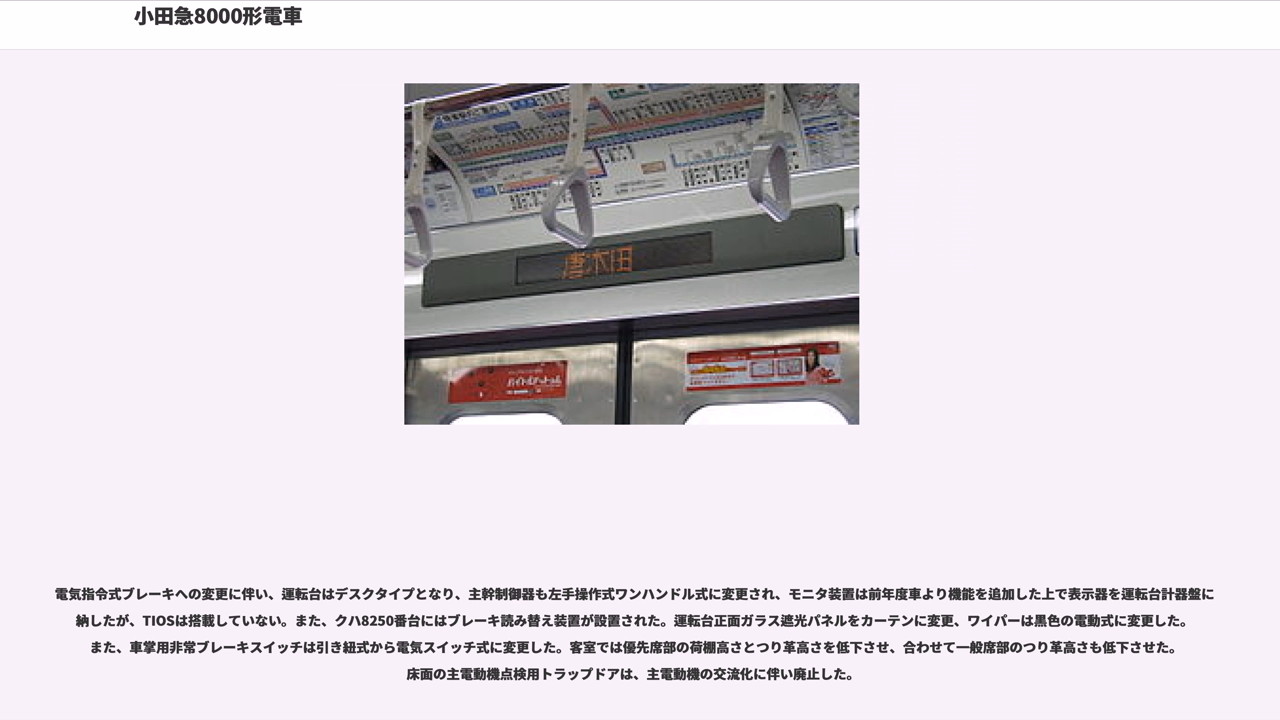 小田急8000形電車
唐木田
電気指令式ブレーキへの変更に伴い、運転台はデスクタイプとなり、主幹制御器も左手操作式ワンハンドル式に変更され、モニタ装置は前年度車より機能を追加した上で表示器を運転台計器盤に
納したが、TIOSは搭載していない。また、クハ8250番台にはブレーキ読み替え装置が設置された。運転台正面ガラス遮光パネルをカーテンに変更、ワイパーは黒色の電動式に変更した。
また、車掌用非常ブレーキスイッチは引き紐式から電気スイッチ式に変更した。客室では優先席部の荷棚高さとつり革高さを低下させ、合わせて一般席部のつり革高さも低下させた。
床面の主電動機点検用トラップドアは、主電動機の交流化に伴い廃止した。